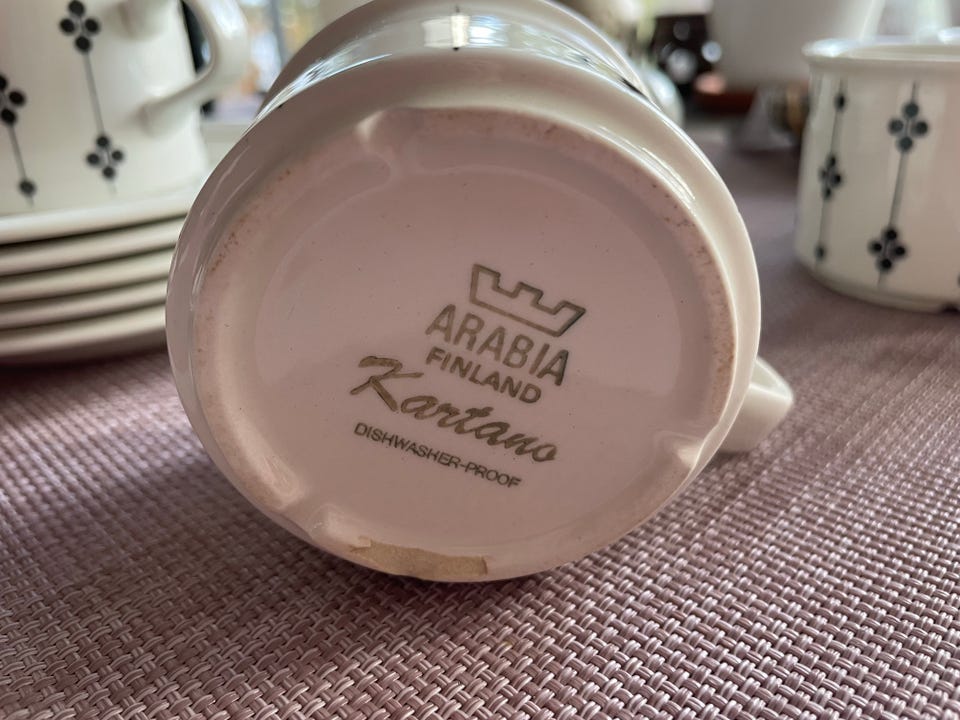 ARABIA
FINLAND
Kartano
DISHWASHER-PROOF